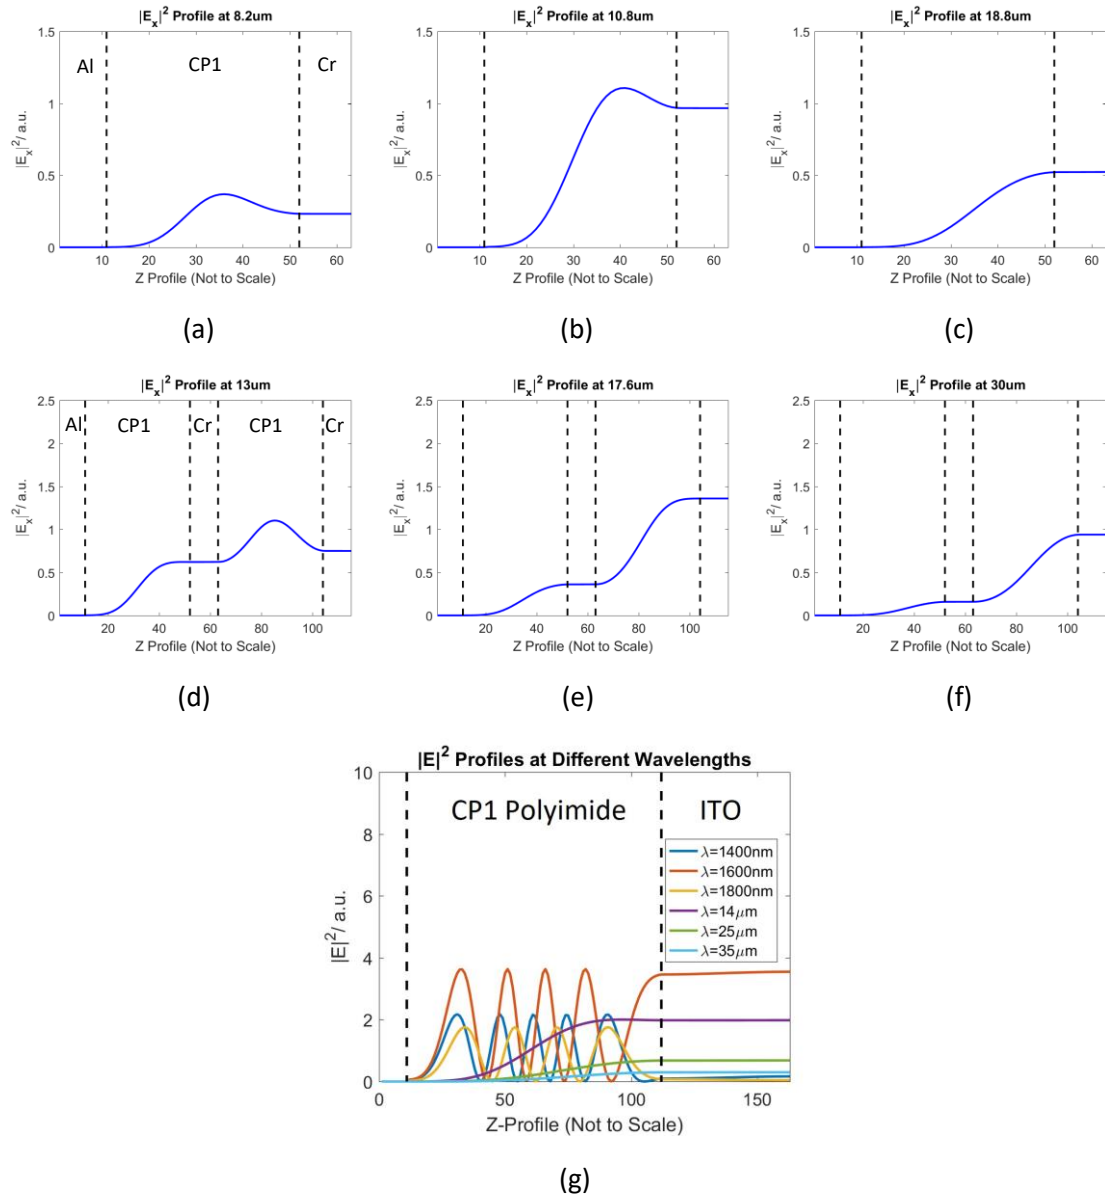 |Eₓ|² Profile at 8.2um
|Eₓ|² Profile at 10.8um
|Eₓ|² Profile at 18.8um
1.5
1
0.5
0
|Eₓ|²/ a.u.
Al
CP1
Cr
10 20 30 40 50 60
Z Profile (Not to Scale)
1.5
1
0.5
0
|Eₓ|²/ a.u.
10 20 30 40 50 60
Z Profile (Not to Scale)
1.5
1
0.5
0
|Eₓ|²/ a.u.
10 20 30 40 50 60
Z Profile (Not to Scale)
(a)
(b)
(c)
|Eₓ|² Profile at 13um
|Eₓ|² Profile at 17.6um
|Eₓ|² Profile at 30um
2.5
2
1.5
1
0.5
0
|Eₓ|²/ a.u.
Al
CP1
Cr
CP1
Cr
20 40 60 80 100
Z Profile (Not to Scale)
2.5
2
1.5
1
0.5
0
|Eₓ|²/ a.u.
20 40 60 80 100
Z Profile (Not to Scale)
2.5
2
1.5
1
0.5
0
|Eₓ|²/ a.u.
20 40 60 80 100
Z Profile (Not to Scale)
(d)
(e)
(f)
|E|² Profiles at Different Wavelengths
10
8
6
4
2
0
|E|²/ a.u.
CP1 Polyimide
ITO
λ=1400nm
λ=1600nm
λ=1800nm
λ=14μm
λ=25μm
λ=35μm
0 50 100 150
Z-Profile (Not to Scale)
(g)